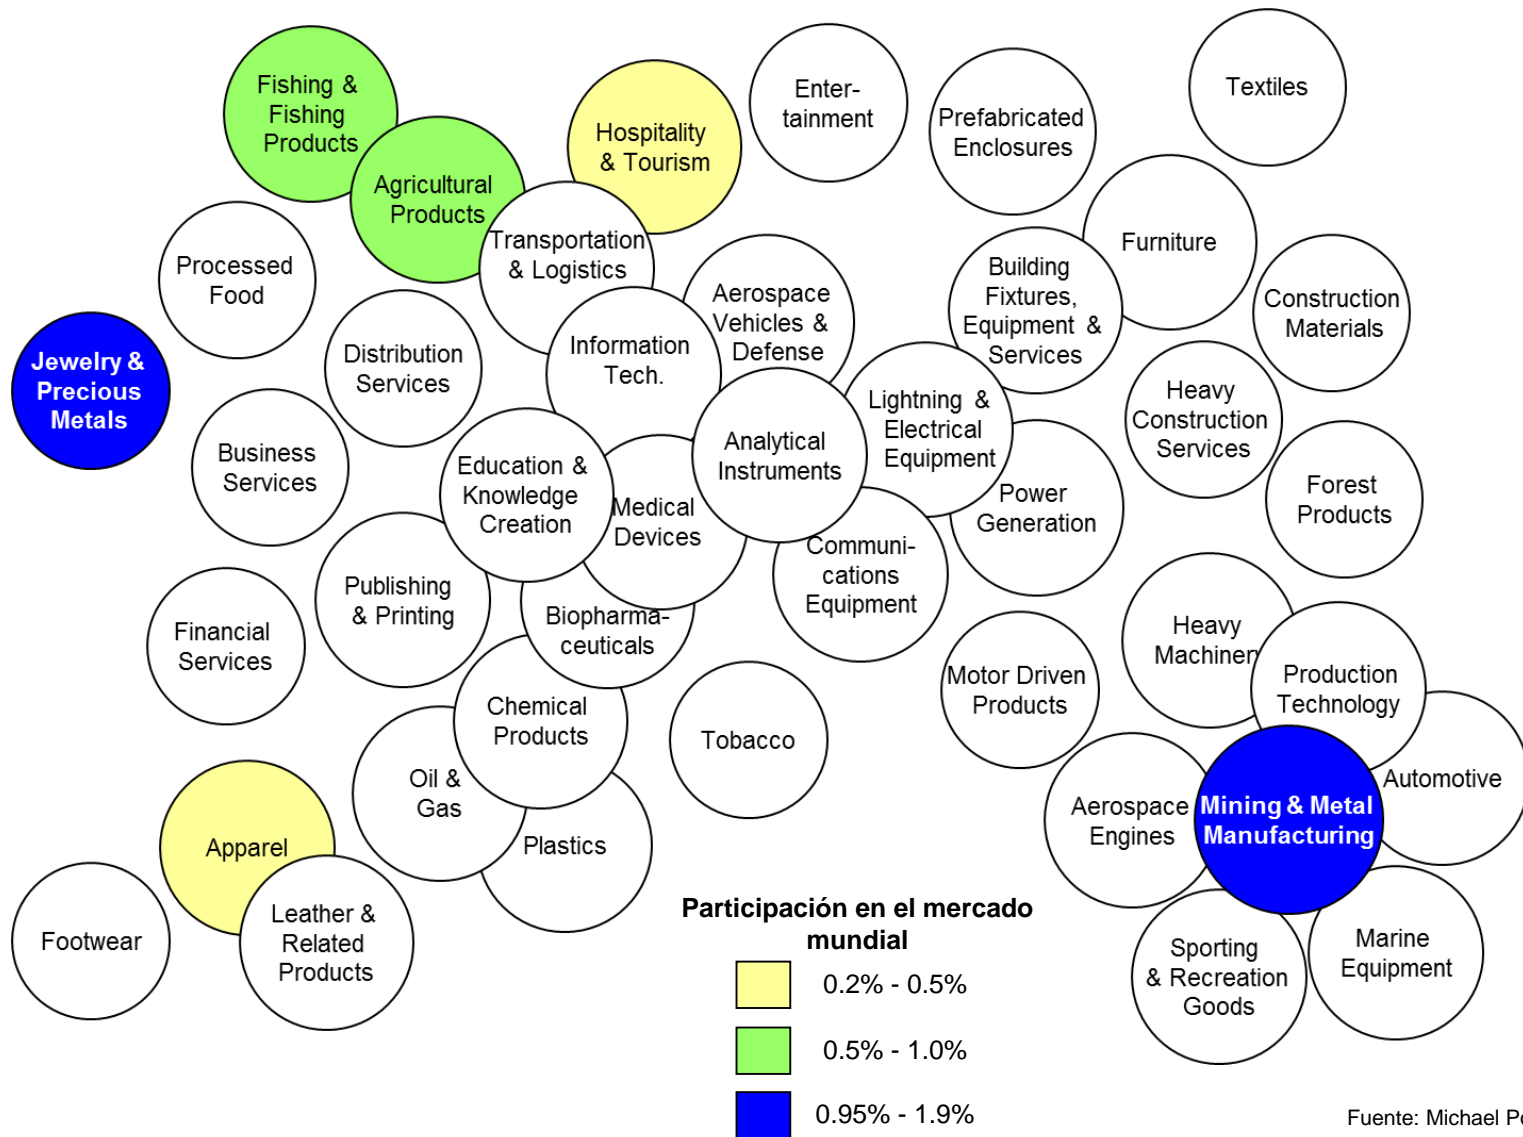 Fishing &
Fishing
Products
Agricultural
Products
Hospitality
& Tourism
Enter-
tainment
Prefabricated
Enclosures
Textiles
Processed
Food
Transportation
& Logistics
Furniture
Jewelry &
Precious
Metals
Distribution
Services
Information
Tech.
Aerospace
Vehicles &
Defense
Building
Fixtures,
Equipment &
Services
Construction
Materials
Business
Services
Education &
Knowledge
Creation
Medical
Devices
Analytical
Instruments
Lightning &
Electrical
Equipment
Power
Generation
Heavy
Construction
Services
Forest
Products
Financial
Services
Publishing
& Printing
Biopharma-
ceuticals
Communi-
cations
Equipment
Motor Driven
Products
Heavy
Machinery
Production
Technology
Chemical
Products
Oil &
Gas
Plastics
Tobacco
Aerospace
Engines
Mining & Metal
Manufacturing
Automotive
Apparel
Footwear
Leather &
Related
Products
Sporting
& Recreation
Goods
Marine
Equipment
Participación en el mercado
mundial
0.2% - 0.5%
0.5% - 1.0%
0.95% - 1.9%
Fuente: Michael